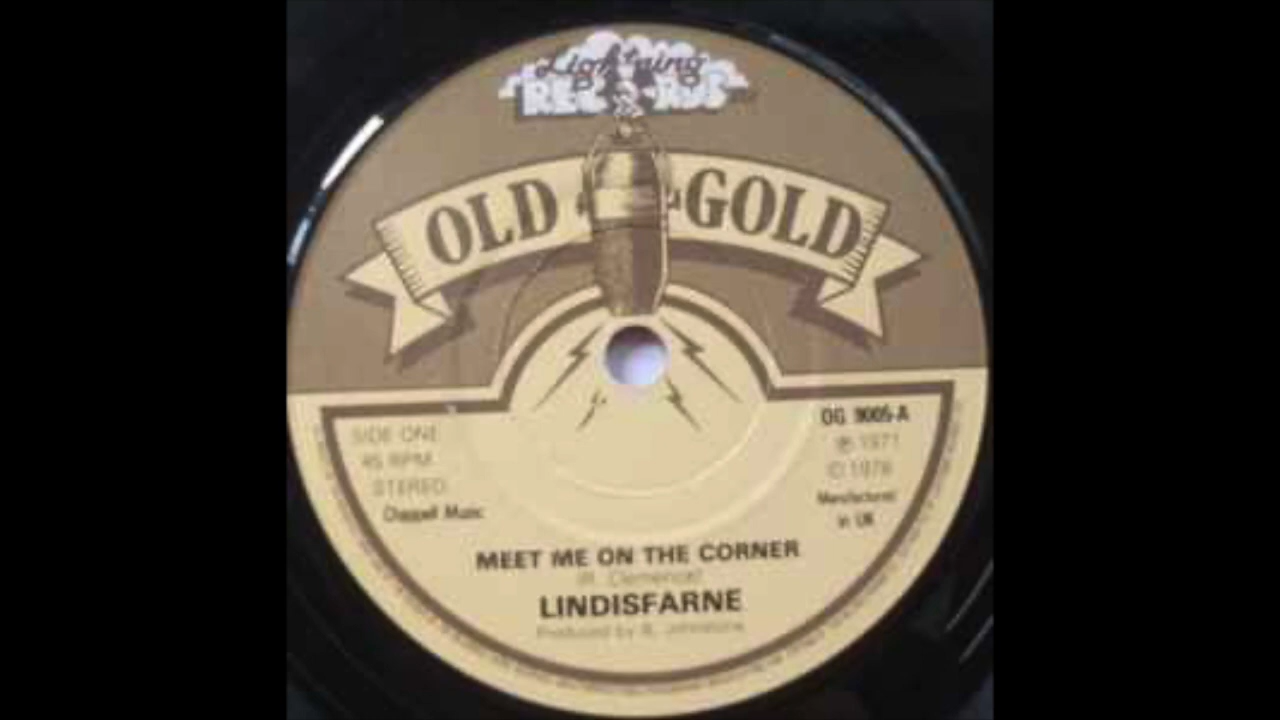 Lightning
RECORDS
OLD GOLD
SIDE ONE
45 RPM
STEREO
Chappell Music
OG 9005-A
℗ 1971
© 1978
Manufactured
in UK
MEET ME ON THE CORNER
(R. Clements)
LINDISFARNE
Produced by B. Johnstone